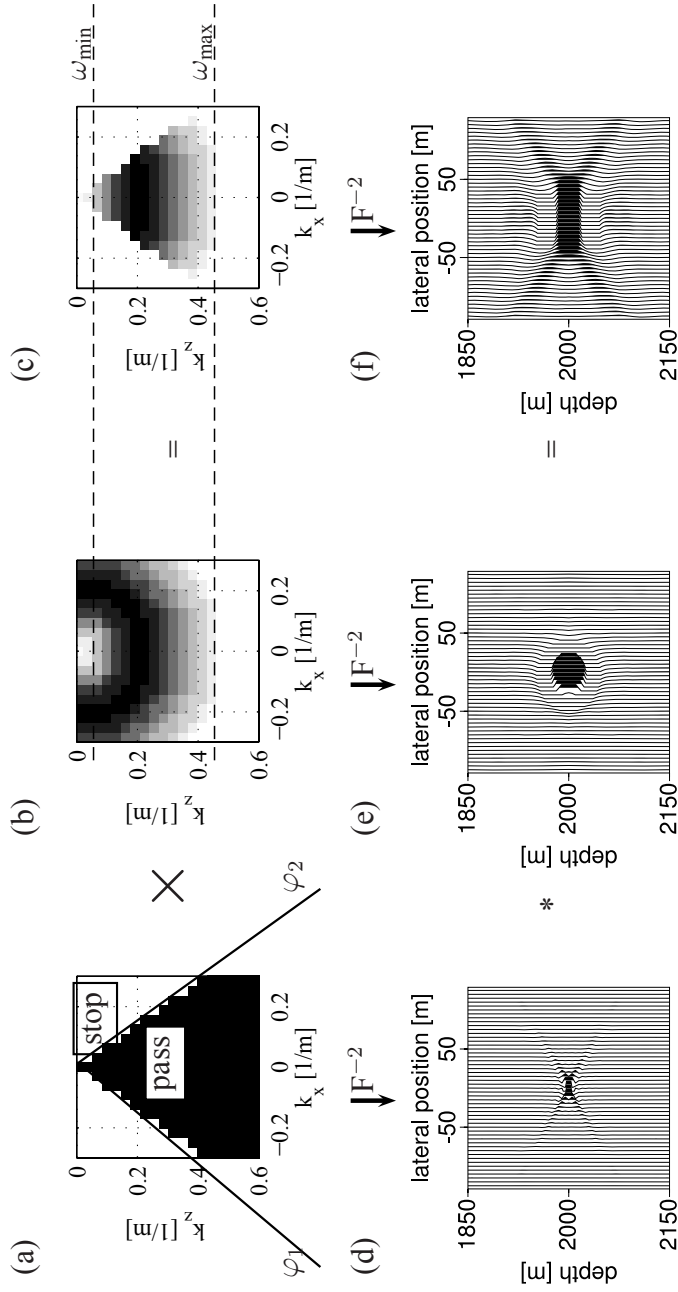 (a)
0
0.2
0.4
0.6
k_z [1/m]
stop
pass
−0.2 0 0.2
k_x [1/m]
φ1
φ2
×
(b)
0
0.2
0.4
0.6
k_z [1/m]
−0.2 0 0.2
k_x [1/m]
=
(c)
0
0.2
0.4
0.6
k_z [1/m]
−0.2 0 0.2
k_x [1/m]
ωmin
ωmax
F−2
F−2
F−2
(d)
lateral position [m]
-50 50
1850
2000
2150
depth [m]
*
(e)
lateral position [m]
50 50
1850
2000
2150
depth [m]
=
(f)
lateral position [m]
-50 50
1850
2000
2150
depth [m]